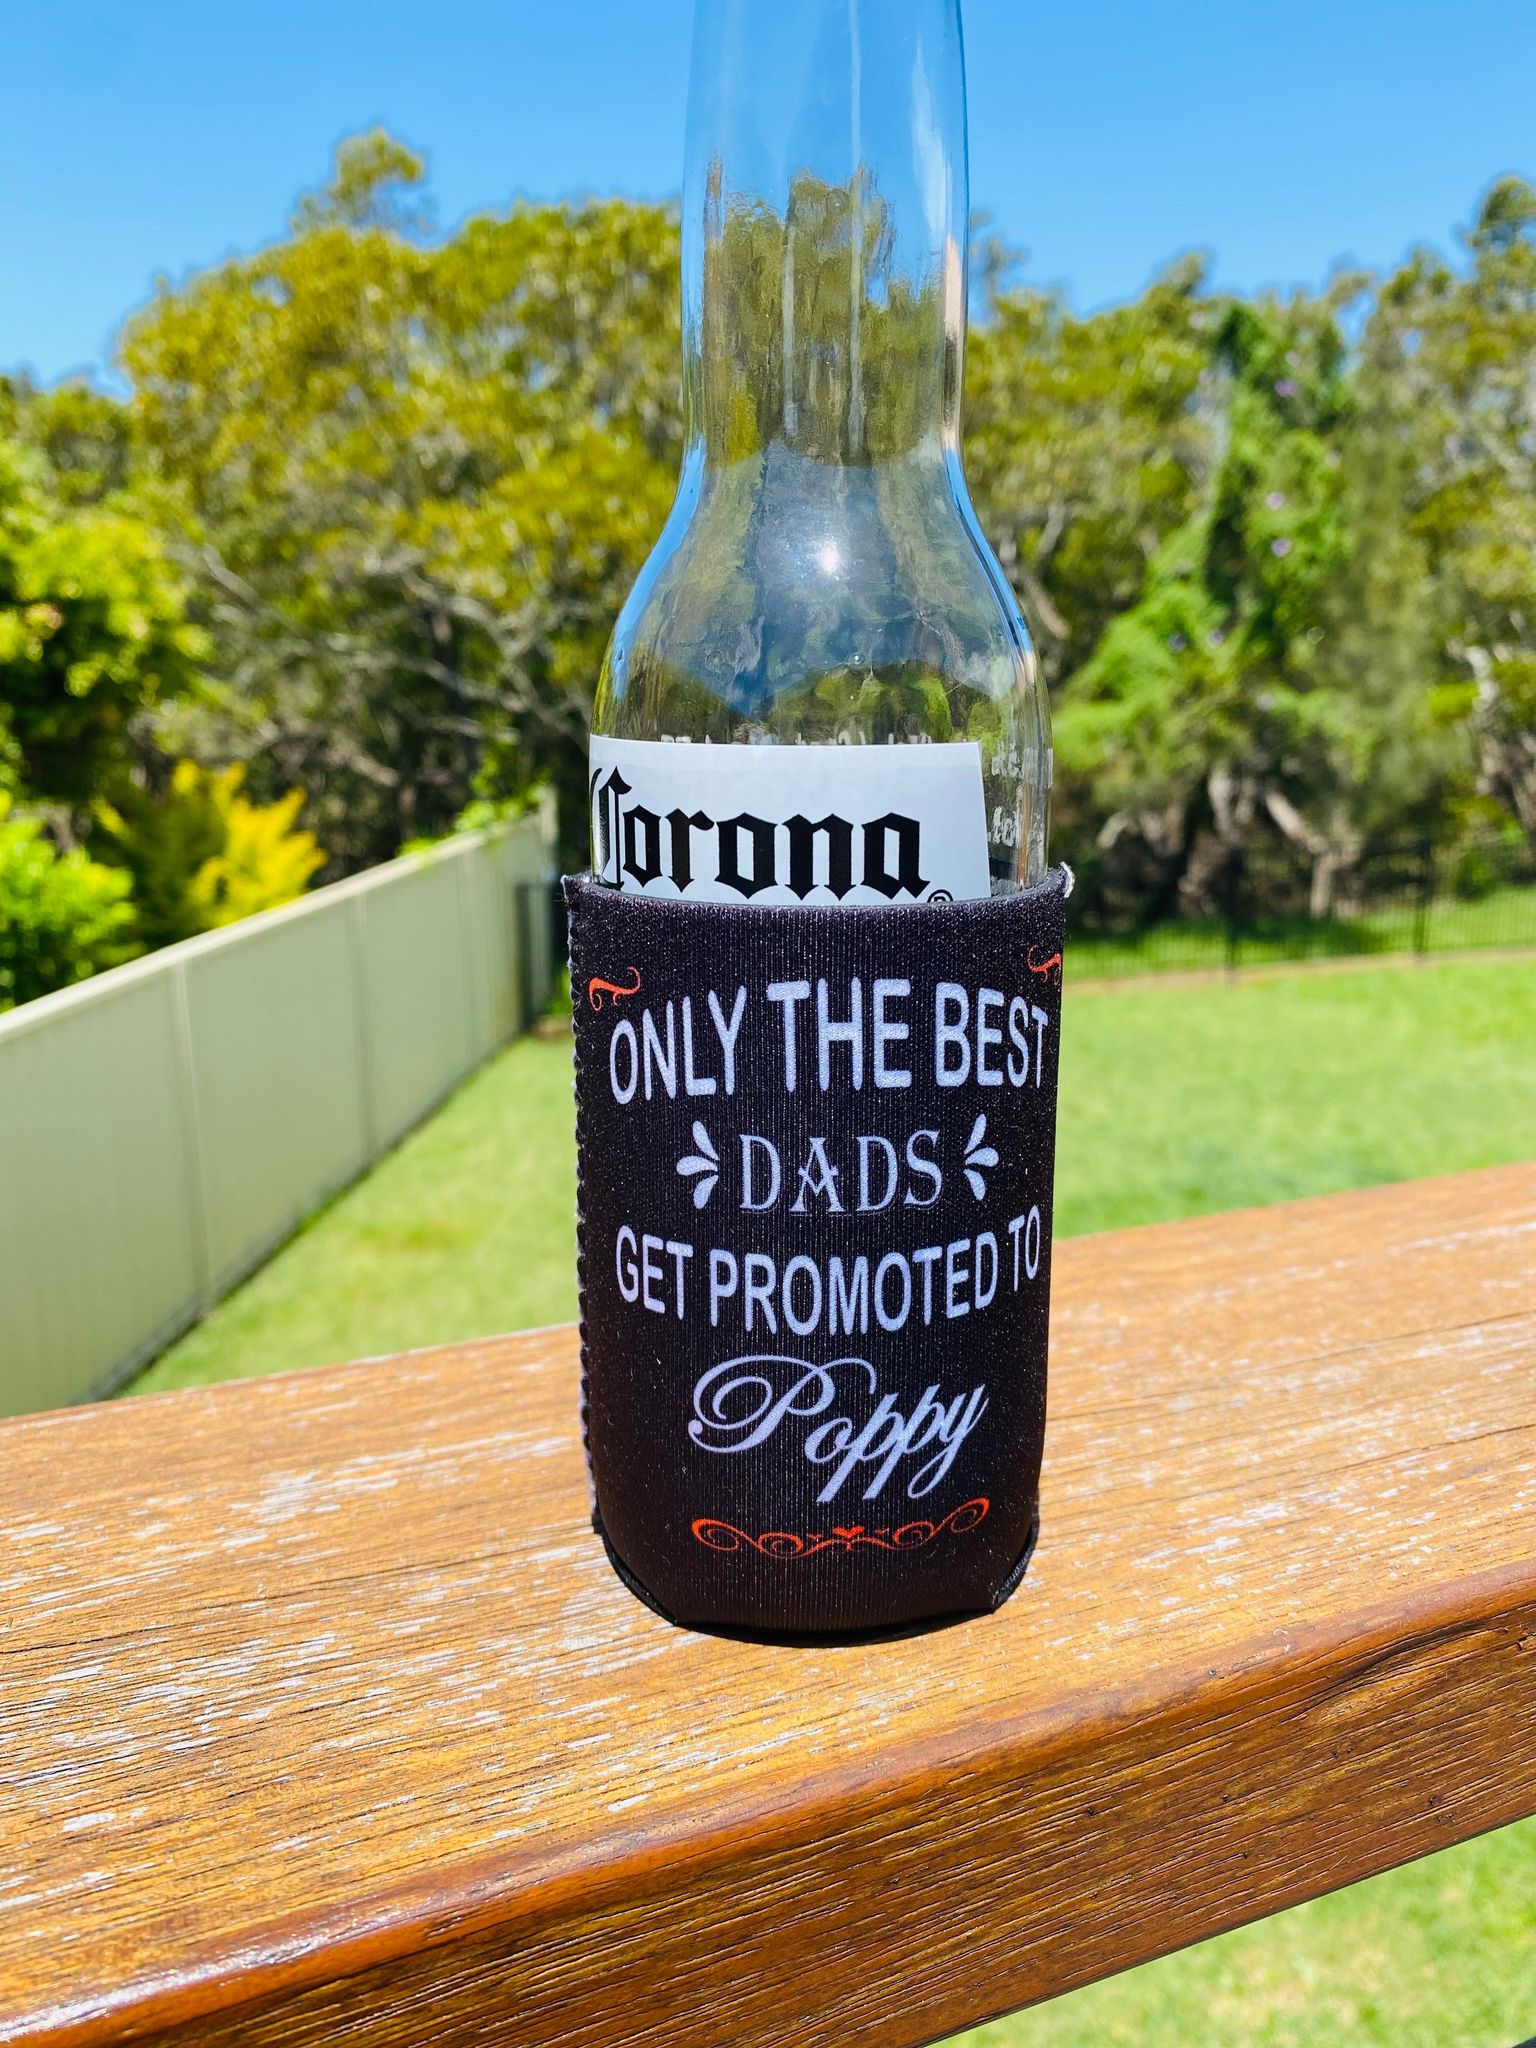 Corona
®
ONLY THE BEST
DADS
GET PROMOTED TO
Poppy